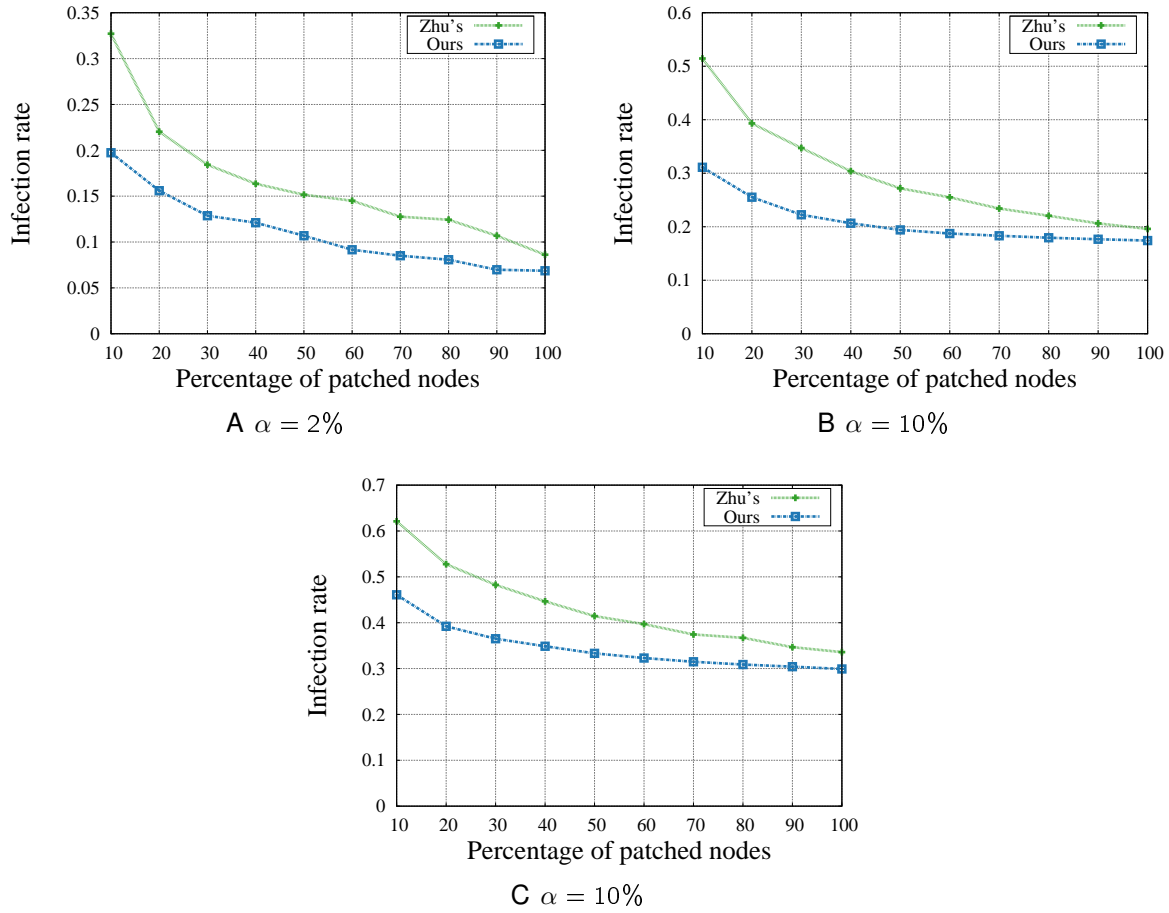 Zhu's
Ours
0.35
0.3
0.25
0.2
0.15
0.1
0.05
0
Infection rate
10 20 30 40 50 60 70 80 90 100
Percentage of patched nodes
A α = 2%
Zhu's
Ours
0.6
0.5
0.4
0.3
0.2
0.1
0
Infection rate
10 20 30 40 50 60 70 80 90 100
Percentage of patched nodes
B α = 10%
Zhu's
Ours
0.7
0.6
0.5
0.4
0.3
0.2
0.1
0
Infection rate
10 20 30 40 50 60 70 80 90 100
Percentage of patched nodes
C α = 10%